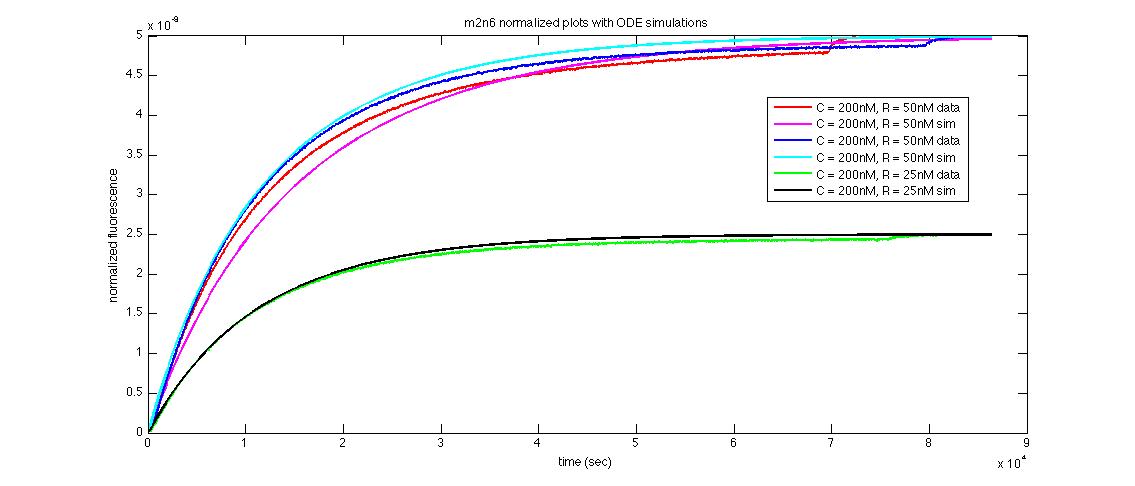 m2n6 normalized plots with ODE simulations
x 10⁻⁹
5
4.5
4
3.5
3
2.5
2
1.5
1
0.5
0
normalized fluorescence
C = 200nM, R = 50nM data
C = 200nM, R = 50nM sim
C = 200nM, R = 50nM data
C = 200nM, R = 50nM sim
C = 200nM, R = 25nM data
C = 200nM, R = 25nM sim
0 1 2 3 4 5 6 7 8 9
time (sec)
x 10⁴